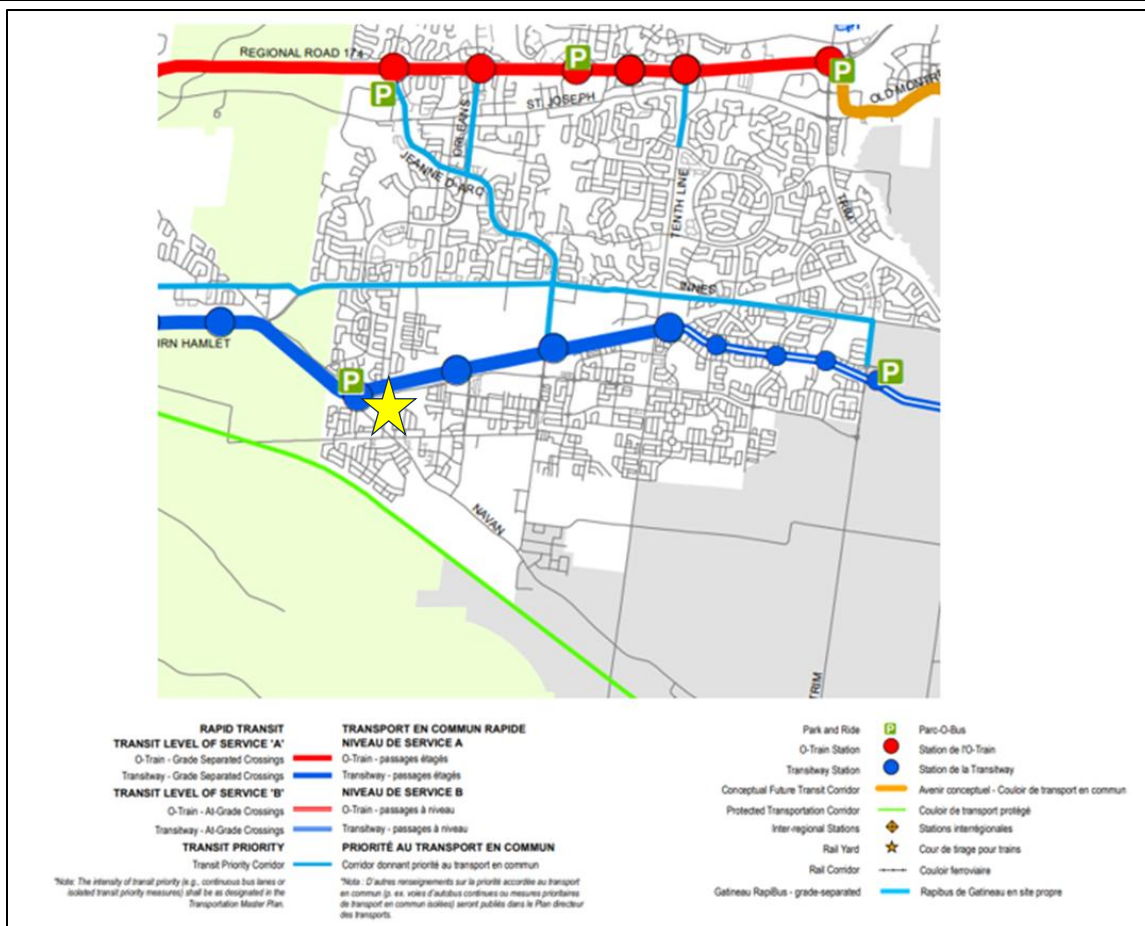 REGIONAL ROAD 174
P
P
P
OLD MONTR
ST. JOSEPH
ORLEANS
JEANNE D-ARC
TENTH LINE
TRIM
INNES
IRN HAMLET
P
P
NAVAN
TRIM
RAPID TRANSIT
TRANSIT LEVEL OF SERVICE 'A'
O-Train - Grade Separated Crossings
Transitway - Grade Separated Crossings
TRANSIT LEVEL OF SERVICE 'B'
O-Train - At-Grade Crossings
Transitway - At-Grade Crossings
TRANSIT PRIORITY
Transit Priority Corridor
*Note: The intensity of transit priority (e.g., continuous bus lanes or
isolated transit priority measures) shall be as designated in the
Transportation Master Plan.
TRANSPORT EN COMMUN RAPIDE
NIVEAU DE SERVICE A
O-Train - passages étagés
Transitway - passages étagés
NIVEAU DE SERVICE B
O-Train - passages à niveau
Transitway - passages à niveau
PRIORITÉ AU TRANSPORT EN COMMUN
Corridor donnant priorité au transport en commun
*Note : D'autres renseignements sur la priorité accordée au transport
en commun (p. ex. voies d'autobus continues ou mesures prioritaires
de transport en commun isolées) seront publiés dans le Plan directeur
des transports.
Park and Ride P Parc-O-Bus
O-Train Station Station de l'O-Train
Transitway Station Station de la Transitway
Conceptual Future Transit Corridor Avenir conceptuel - Couloir de transport en commun
Protected Transportation Corridor Couloir de transport protégé
Inter-regional Stations Stations interrégionales
Rail Yard Cour de tirage pour trains
Rail Corridor Couloir ferroviaire
Gatineau RapiBus - grade-separated Rapibus de Gatineau en site propre